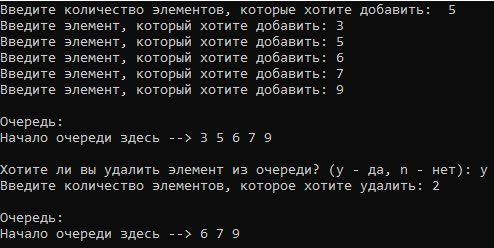 Введите количество элементов, которые хотите добавить:  5
Введите элемент, который хотите добавить: 3
Введите элемент, который хотите добавить: 5
Введите элемент, который хотите добавить: 6
Введите элемент, который хотите добавить: 7
Введите элемент, который хотите добавить: 9
Очередь:
Начало очереди здесь --> 3 5 6 7 9
Хотите ли вы удалить элемент из очереди? (y - да, n - нет): y
Введите количество элементов, которое хотите удалить: 2
Очередь:
Начало очереди здесь --> 6 7 9